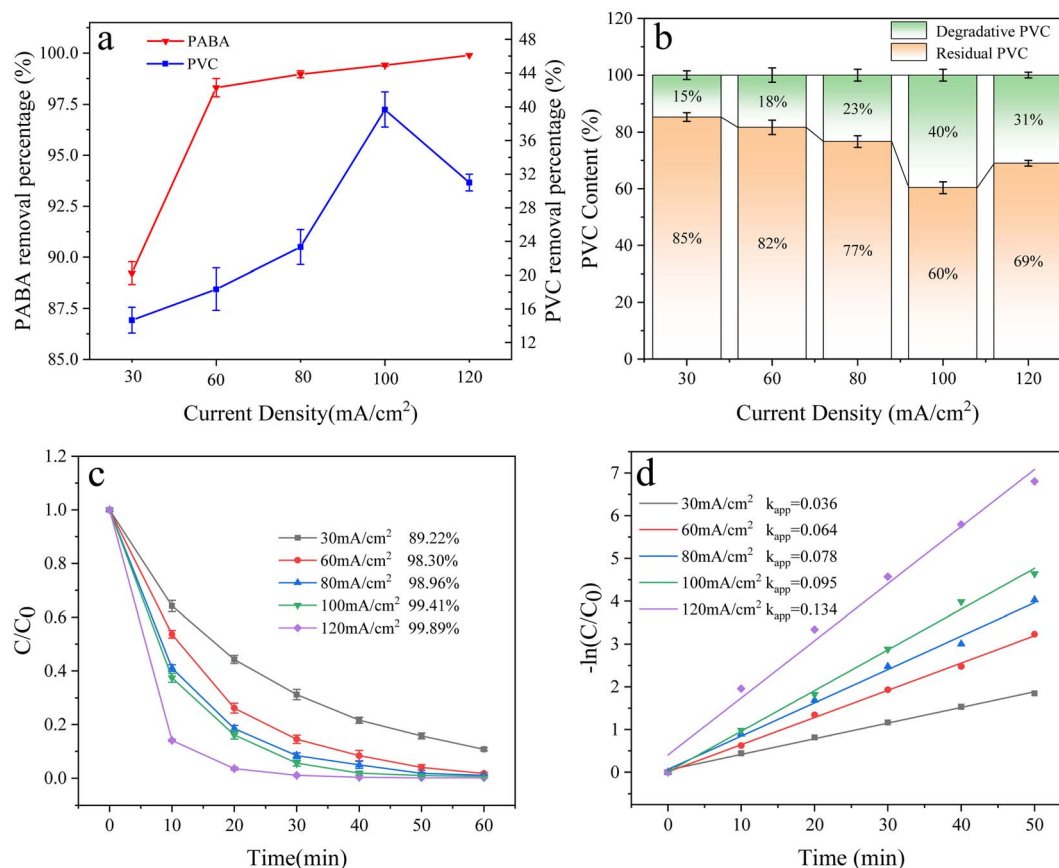 a
PABA
PVC
PABA removal percentage (%)
100.0
97.5
95.0
92.5
90.0
87.5
85.0
PVC removal percentage (%)
48
44
40
36
32
28
24
20
16
12
30 60 80 100 120
Current Density(mA/cm²)
b
Degradative PVC
Residual PVC
PVC Content (%)
120
100
80
60
40
20
0
15% 18% 23% 40% 31%
85% 82% 77% 60% 69%
30 60 80 100 120
Current Density (mA/cm²)
c
C/C0
1.2
1.0
0.8
0.6
0.4
0.2
0.0
30mA/cm² 89.22%
60mA/cm² 98.30%
80mA/cm² 98.96%
100mA/cm² 99.41%
120mA/cm² 99.89%
0 10 20 30 40 50 60
Time(min)
d
-ln(C/C0)
7
6
5
4
3
2
1
0
30mA/cm² kapp=0.036
60mA/cm² kapp=0.064
80mA/cm² kapp=0.078
100mA/cm² kapp=0.095
120mA/cm² kapp=0.134
0 10 20 30 40 50
Time (min)